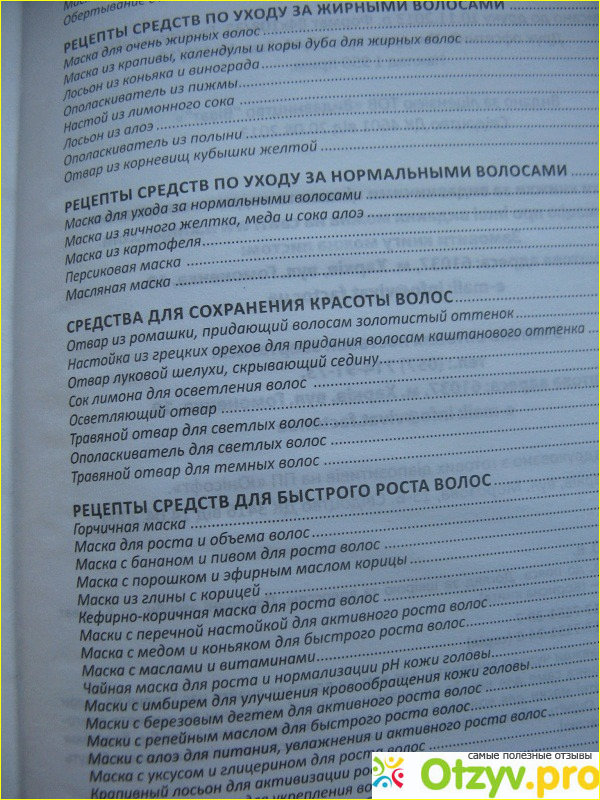 Обертывание
РЕЦЕПТЫ СРЕДСТВ ПО УХОДУ ЗА ЖИРНЫМИ ВОЛОСАМИ
Маска для очень жирных волос
Маска из крапивы, календулы и коры дуба для жирных волос
Лосьон из коньяка и винограда
Ополаскиватель из пижмы
Настой из лимонного сока
Лосьон из алоэ
Ополаскиватель из полыни
Отвар из корневищ кубышки желтой
РЕЦЕПТЫ СРЕДСТВ ПО УХОДУ ЗА НОРМАЛЬНЫМИ ВОЛОСАМИ
Маска для ухода за нормальными волосами
Маска из яичного желтка, меда и сока алоэ
Маска из картофеля
Персиковая маска
Масляная маска
СРЕДСТВА ДЛЯ СОХРАНЕНИЯ КРАСОТЫ ВОЛОС
Отвар из ромашки, придающий волосам золотистый оттенок
Настойка из грецких орехов для придания волосам каштанового оттенка
Отвар луковой шелухи, скрывающий седину
Сок лимона для осветления волос
Осветляющий отвар
Травяной отвар для светлых волос
Ополаскиватель для светлых волос
Травяной отвар для темных волос
РЕЦЕПТЫ СРЕДСТВ ДЛЯ БЫСТРОГО РОСТА ВОЛОС
Горчичная маска
Маска для роста и объема волос
Маска с бананом и пивом для роста волос
Маска с порошком и эфирным маслом корицы
Маска из глины с корицей
Кефирно-коричная маска для роста волос
Маски с перечной настойкой для активного роста волос
Маска с медом и коньяком для быстрого роста волос
Маска с маслами и витаминами
Чайная маска для роста и нормализации рН кожи головы
Маски с имбирем для улучшения кровообращения кожи головы
Маски с березовым дегтем для активного роста волос
Маски с репейным маслом для быстрого роста волос
Маски с алоэ для питания, увлажнения и активного роста волос
Маска с уксусом и глицерином для роста волос
Крапивный лосьон для активизации
для укрепления
самые полезные отзывы
Otzyv.pro